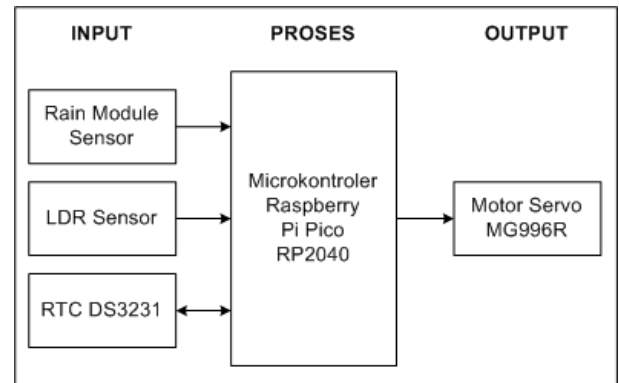 INPUT
PROSES
OUTPUT
Rain Module
Sensor
LDR Sensor
RTC DS3231
Microkontroler
Raspberry
Pi Pico
RP2040
Motor Servo
MG996R